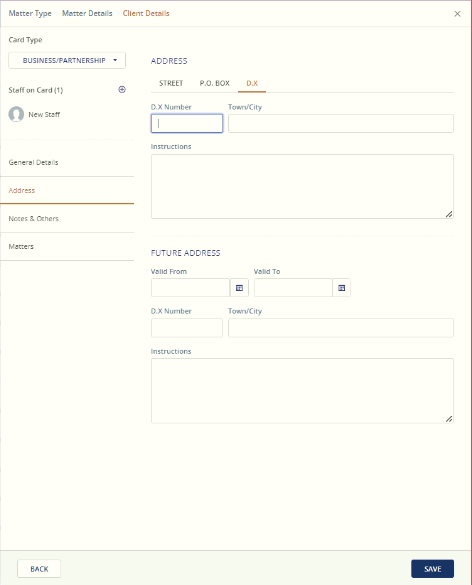 Matter Type Matter Details Client Details
Card Type
BUSINESS/PARTNERSHIP
Staff on Card (1)
New Staff
General Details
Address
Notes & Others
Matters
ADDRESS
STREET P.O. BOX D.X
D.X Number Town/City
Instructions
FUTURE ADDRESS
Valid From Valid To
D.X Number Town/City
Instructions
BACK SAVE